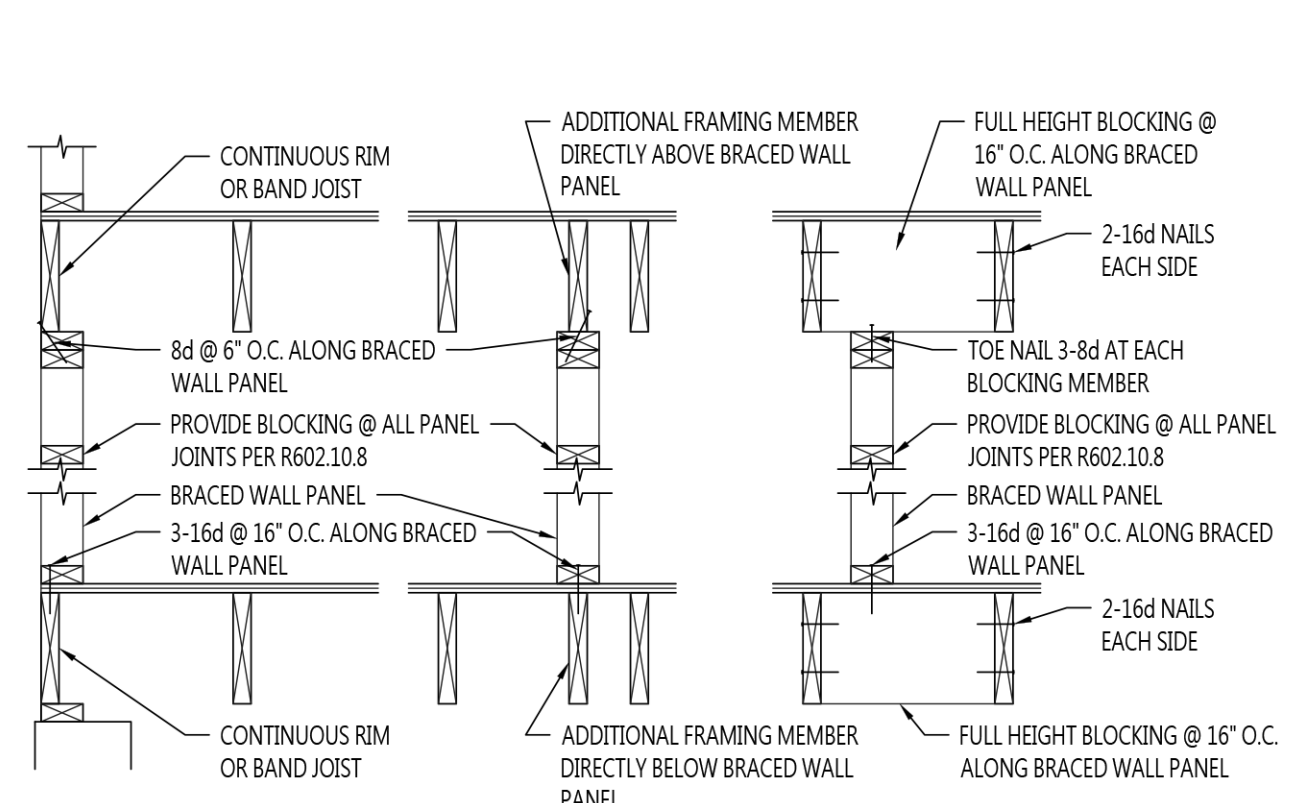 CONTINUOUS RIM
OR BAND JOIST
ADDITIONAL FRAMING MEMBER
DIRECTLY ABOVE BRACED WALL
PANEL
FULL HEIGHT BLOCKING @
16" O.C. ALONG BRACED
WALL PANEL
2-16d NAILS
EACH SIDE
8d @ 6" O.C. ALONG BRACED
WALL PANEL
TOE NAIL 3-8d AT EACH
BLOCKING MEMBER
PROVIDE BLOCKING @ ALL PANEL
JOINTS PER R602.10.8
PROVIDE BLOCKING @ ALL PANEL
JOINTS PER R602.10.8
BRACED WALL PANEL
BRACED WALL PANEL
3-16d @ 16" O.C. ALONG BRACED
WALL PANEL
3-16d @ 16" O.C. ALONG BRACED
WALL PANEL
2-16d NAILS
EACH SIDE
CONTINUOUS RIM
OR BAND JOIST
ADDITIONAL FRAMING MEMBER
DIRECTLY BELOW BRACED WALL
PANEL
FULL HEIGHT BLOCKING @ 16" O.C.
ALONG BRACED WALL PANEL